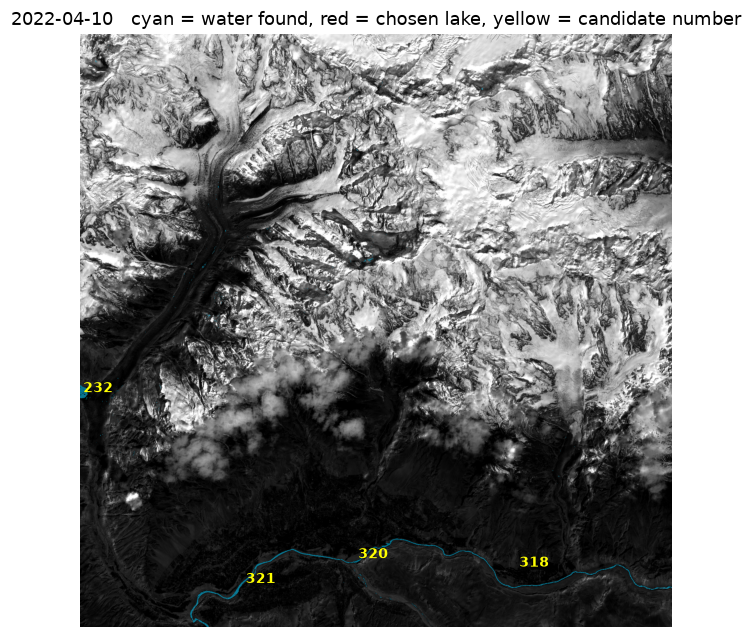 2022-04-10 cyan = water found, red = chosen lake, yellow = candidate number
232
320
318
321